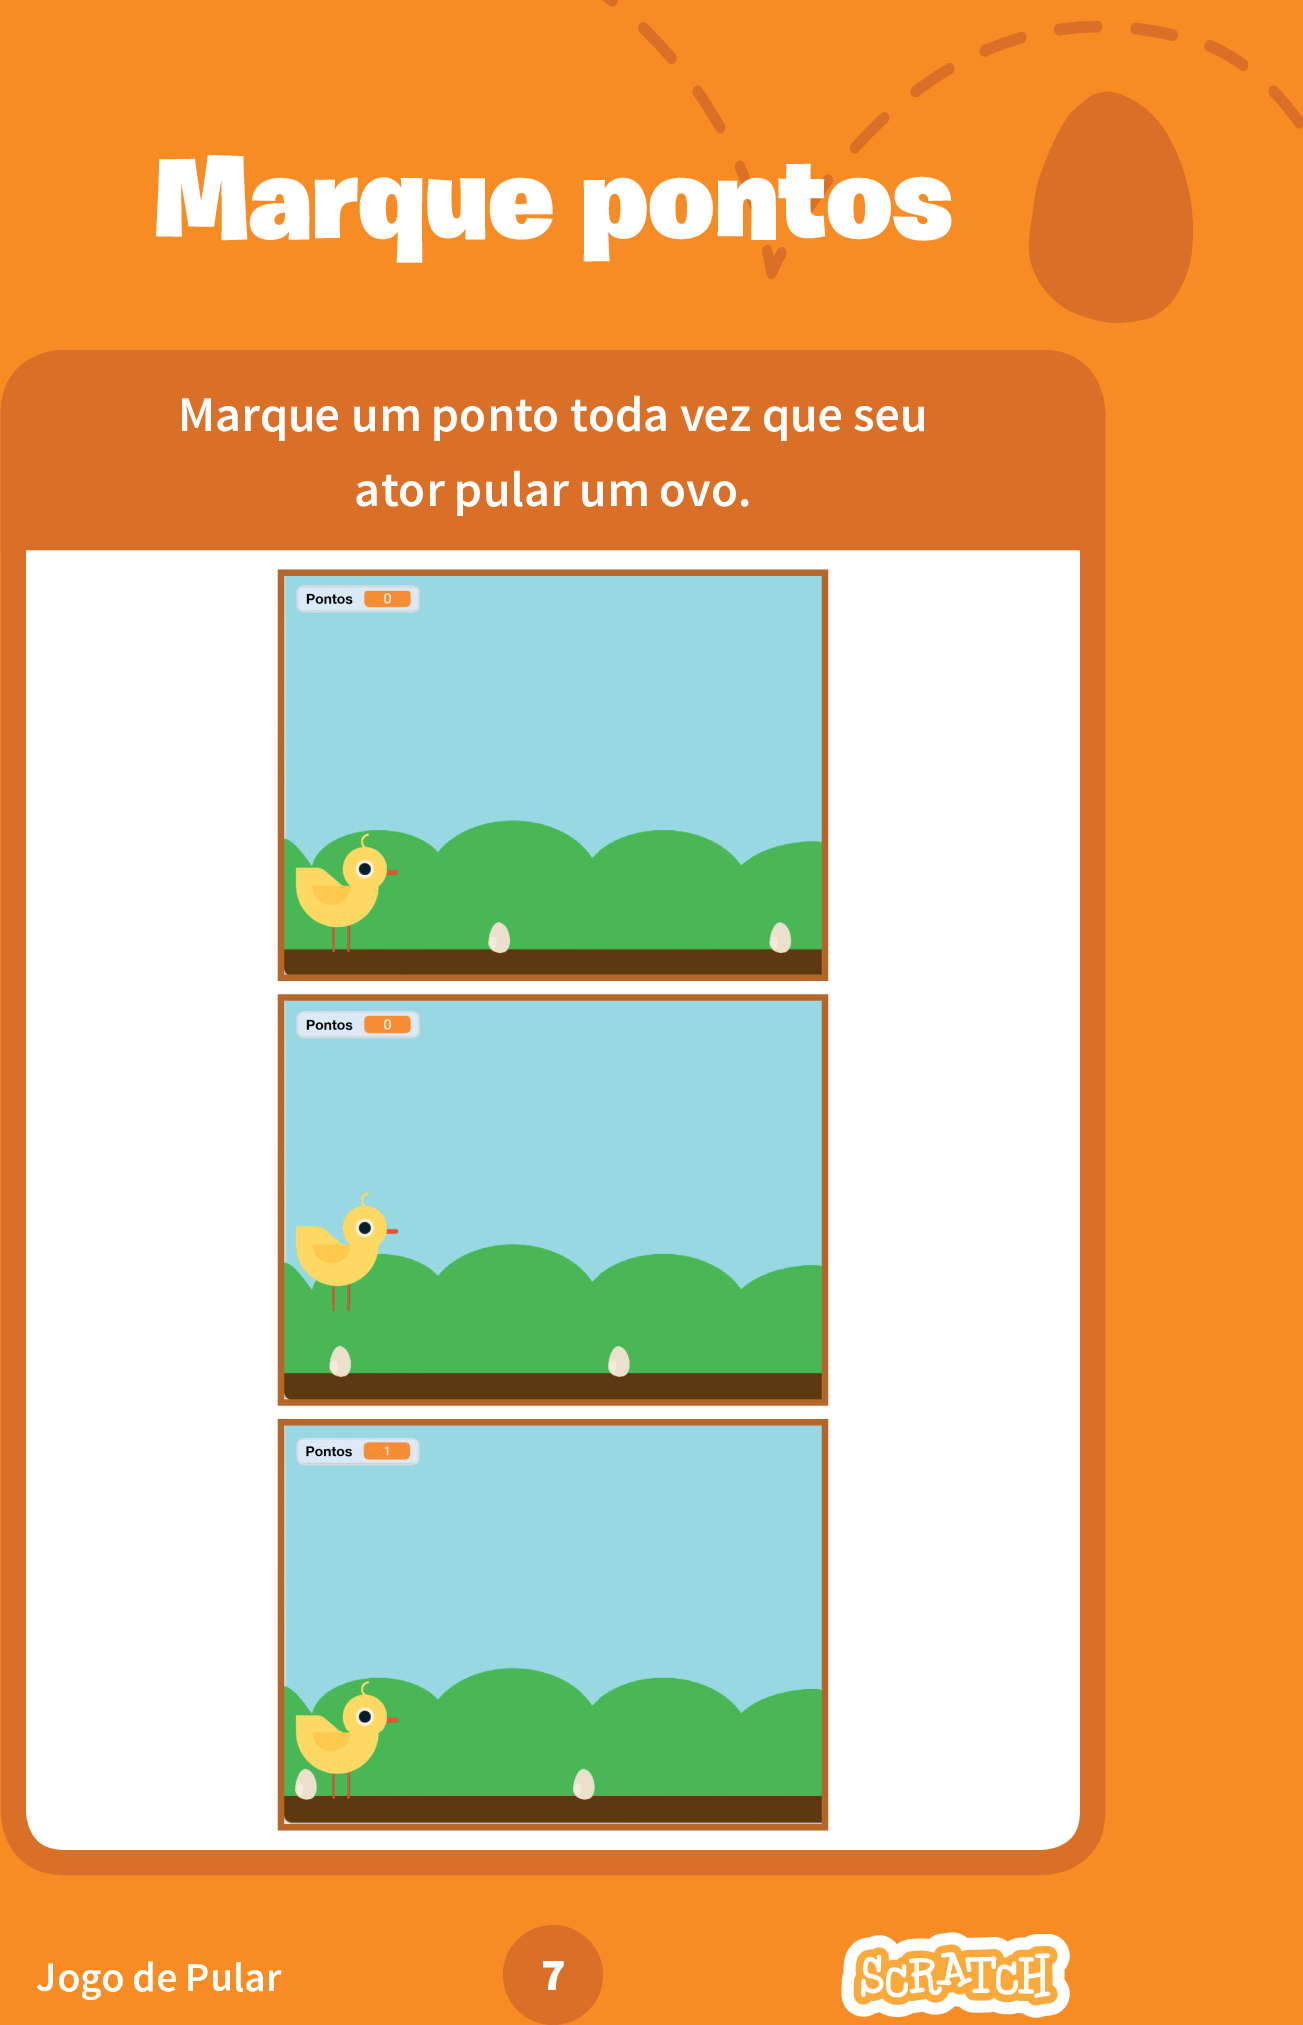 Marque pontos
Marque um ponto toda vez que seu
ator pular um ovo.
Pontos 0
Pontos 0
Pontos 1
Jogo de Pular
7
SCRATCH